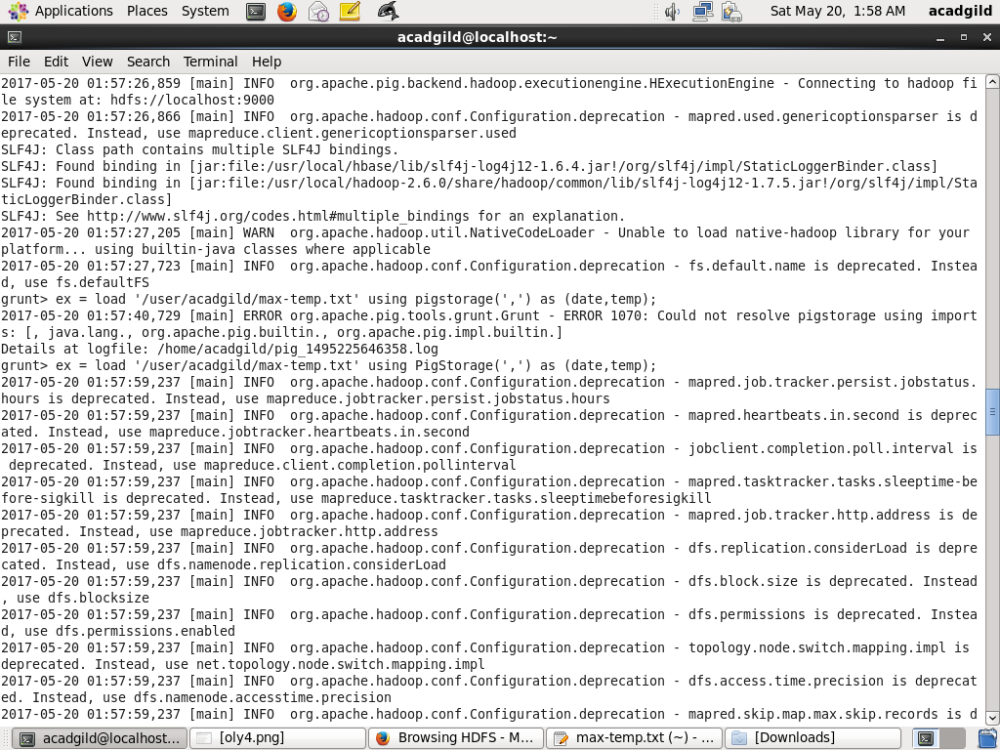 Applications Places System Sat May 20, 1:58 AM acadgild
acadgild@localhost:~
File Edit View Search Terminal Help
2017-05-20 01:57:26,859 [main] INFO  org.apache.pig.backend.hadoop.executionengine.HExecutionEngine - Connecting to hadoop fi
le system at: hdfs://localhost:9000
2017-05-20 01:57:26,866 [main] INFO  org.apache.hadoop.conf.Configuration.deprecation - mapred.used.genericoptionsparser is d
eprecated. Instead, use mapreduce.client.genericoptionsparser.used
SLF4J: Class path contains multiple SLF4J bindings.
SLF4J: Found binding in [jar:file:/usr/local/hbase/lib/slf4j-log4j12-1.6.4.jar!/org/slf4j/impl/StaticLoggerBinder.class]
SLF4J: Found binding in [jar:file:/usr/local/hadoop-2.6.0/share/hadoop/common/lib/slf4j-log4j12-1.7.5.jar!/org/slf4j/impl/Sta
ticLoggerBinder.class]
SLF4J: See http://www.slf4j.org/codes.html#multiple_bindings for an explanation.
2017-05-20 01:57:27,205 [main] WARN  org.apache.hadoop.util.NativeCodeLoader - Unable to load native-hadoop library for your
platform... using builtin-java classes where applicable
2017-05-20 01:57:27,723 [main] INFO  org.apache.hadoop.conf.Configuration.deprecation - fs.default.name is deprecated. Instea
d, use fs.defaultFS
grunt> ex = load '/user/acadgild/max-temp.txt' using pigstorage(',') as (date,temp);
2017-05-20 01:57:40,729 [main] ERROR org.apache.pig.tools.grunt.Grunt - ERROR 1070: Could not resolve pigstorage using import
s: [, java.lang., org.apache.pig.builtin., org.apache.pig.impl.builtin.]
Details at logfile: /home/acadgild/pig_1495225646358.log
grunt> ex = load '/user/acadgild/max-temp.txt' using PigStorage(',') as (date,temp);
2017-05-20 01:57:59,237 [main] INFO  org.apache.hadoop.conf.Configuration.deprecation - mapred.job.tracker.persist.jobstatus.
hours is deprecated. Instead, use mapreduce.jobtracker.persist.jobstatus.hours
2017-05-20 01:57:59,237 [main] INFO  org.apache.hadoop.conf.Configuration.deprecation - mapred.heartbeats.in.second is deprec
ated. Instead, use mapreduce.jobtracker.heartbeats.in.second
2017-05-20 01:57:59,237 [main] INFO  org.apache.hadoop.conf.Configuration.deprecation - jobclient.completion.poll.interval is
 deprecated. Instead, use mapreduce.client.completion.pollinterval
2017-05-20 01:57:59,237 [main] INFO  org.apache.hadoop.conf.Configuration.deprecation - mapred.tasktracker.tasks.sleeptime-be
fore-sigkill is deprecated. Instead, use mapreduce.tasktracker.tasks.sleeptimebeforesigkill
2017-05-20 01:57:59,237 [main] INFO  org.apache.hadoop.conf.Configuration.deprecation - mapred.job.tracker.http.address is de
precated. Instead, use mapreduce.jobtracker.http.address
2017-05-20 01:57:59,237 [main] INFO  org.apache.hadoop.conf.Configuration.deprecation - dfs.replication.considerLoad is depre
cated. Instead, use dfs.namenode.replication.considerLoad
2017-05-20 01:57:59,237 [main] INFO  org.apache.hadoop.conf.Configuration.deprecation - dfs.block.size is deprecated. Instead
, use dfs.blocksize
2017-05-20 01:57:59,237 [main] INFO  org.apache.hadoop.conf.Configuration.deprecation - dfs.permissions is deprecated. Instea
d, use dfs.permissions.enabled
2017-05-20 01:57:59,237 [main] INFO  org.apache.hadoop.conf.Configuration.deprecation - topology.node.switch.mapping.impl is
deprecated. Instead, use net.topology.node.switch.mapping.impl
2017-05-20 01:57:59,237 [main] INFO  org.apache.hadoop.conf.Configuration.deprecation - dfs.access.time.precision is deprecat
ed. Instead, use dfs.namenode.accesstime.precision
2017-05-20 01:57:59,237 [main] INFO  org.apache.hadoop.conf.Configuration.deprecation - mapred.skip.map.max.skip.records is d
acadgild@localhost:... [oly4.png] Browsing HDFS - M... max-temp.txt (~) - ... [Downloads]